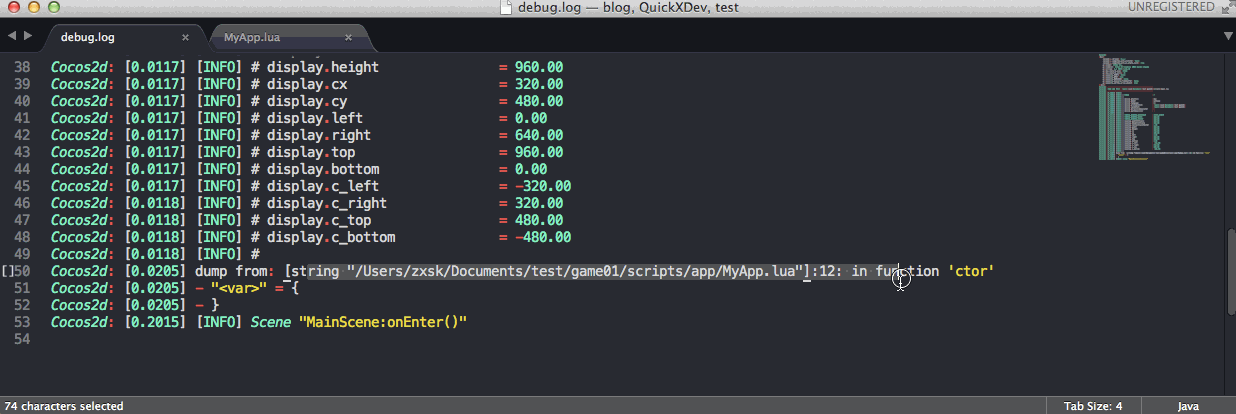 debug.log — blog, QuickXDev, test
UNREGISTERED
debug.log × MyApp.lua ×
38 Cocos2d: [0.0117] [INFO] # display.height = 960.00
39 Cocos2d: [0.0117] [INFO] # display.cx = 320.00
40 Cocos2d: [0.0117] [INFO] # display.cy = 480.00
41 Cocos2d: [0.0117] [INFO] # display.left = 0.00
42 Cocos2d: [0.0117] [INFO] # display.right = 640.00
43 Cocos2d: [0.0117] [INFO] # display.top = 960.00
44 Cocos2d: [0.0117] [INFO] # display.bottom = 0.00
45 Cocos2d: [0.0117] [INFO] # display.c_left = -320.00
46 Cocos2d: [0.0118] [INFO] # display.c_right = 320.00
47 Cocos2d: [0.0118] [INFO] # display.c_top = 480.00
48 Cocos2d: [0.0118] [INFO] # display.c_bottom = -480.00
49 Cocos2d: [0.0118] [INFO] #
[]50 Cocos2d: [0.0205] dump from: [string "/Users/zxsk/Documents/test/game01/scripts/app/MyApp.lua"]:12: in function 'ctor'
51 Cocos2d: [0.0205] - "<var>" = {
52 Cocos2d: [0.0205] - }
53 Cocos2d: [0.2015] [INFO] Scene "MainScene:onEnter()"
54
74 characters selected
Tab Size: 4
Java